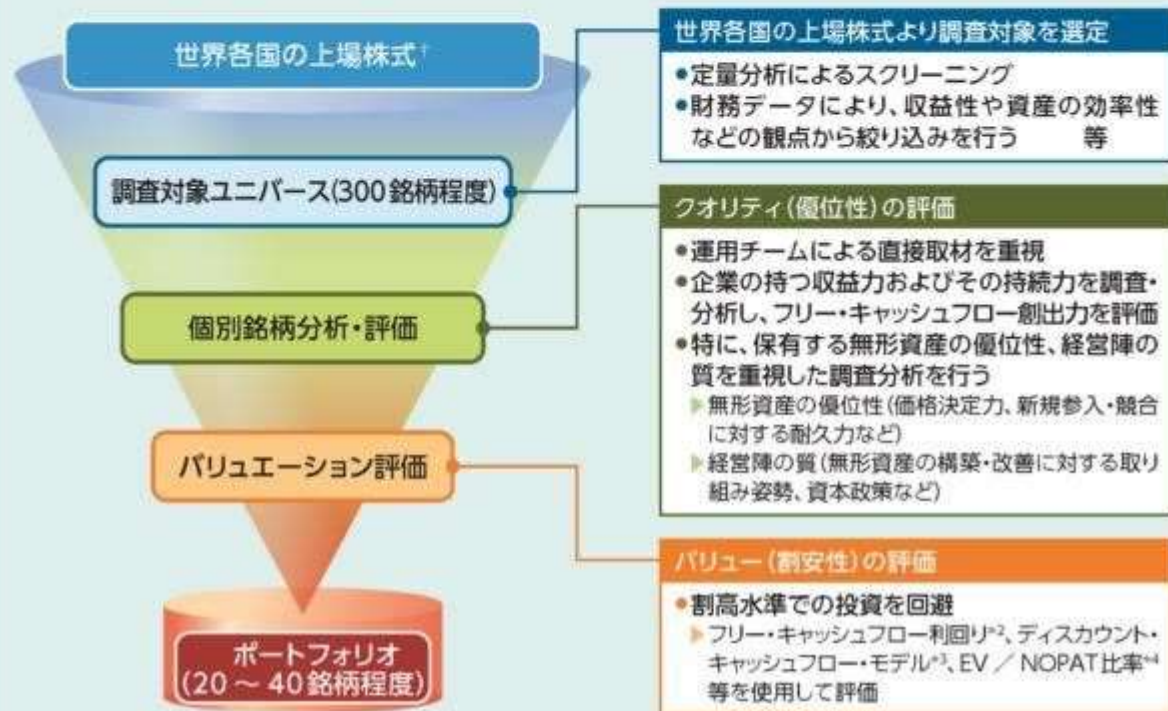 世界各国の上場株式†
調査対象ユニバース(300銘柄程度)
個別銘柄分析・評価
バリュエーション評価
ポートフォリオ
(20～40銘柄程度)
世界各国の上場株式より調査対象を選定
●定量分析によるスクリーニング
●財務データにより、収益性や資産の効率性
などの観点から絞り込みを行う 等
クオリティ(優位性)の評価
●運用チームによる直接取材を重視
●企業の持つ収益力およびその持続力を調査・
分析し、フリー・キャッシュフロー創出力を評価
●特に、保有する無形資産の優位性、経営陣の
質を重視した調査分析を行う
▶無形資産の優位性(価格決定力、新規参入・競合
に対する耐久力など)
▶経営陣の質(無形資産の構築・改善に対する取り
組み姿勢、資本政策など)
バリュー(割安性)の評価
●割高水準での投資を回避
▶フリー・キャッシュフロー利回り*2、ディスカウント・
キャッシュフロー・モデル*3、EV／NOPAT比率*4
等を使用して評価